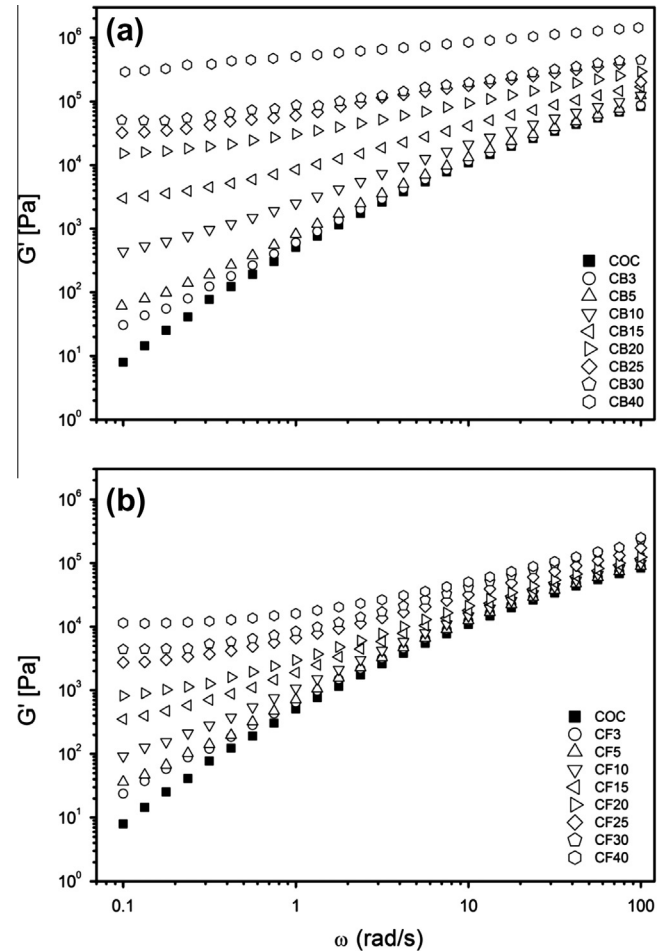 (a)
10⁶
10⁵
10⁴
10³
10² 
10¹
10⁰
G' [Pa]
COC
CB3
CB5
CB10
CB15
CB20
CB25
CB30
CB40
(b)
10⁶
10⁵
10⁴
10³
10²
10¹
10⁰
G' [Pa]
COC
CF3
CF5
CF10
CF15
CF20
CF25
CF30
CF40
0.1 1 10 100
ω (rad/s)